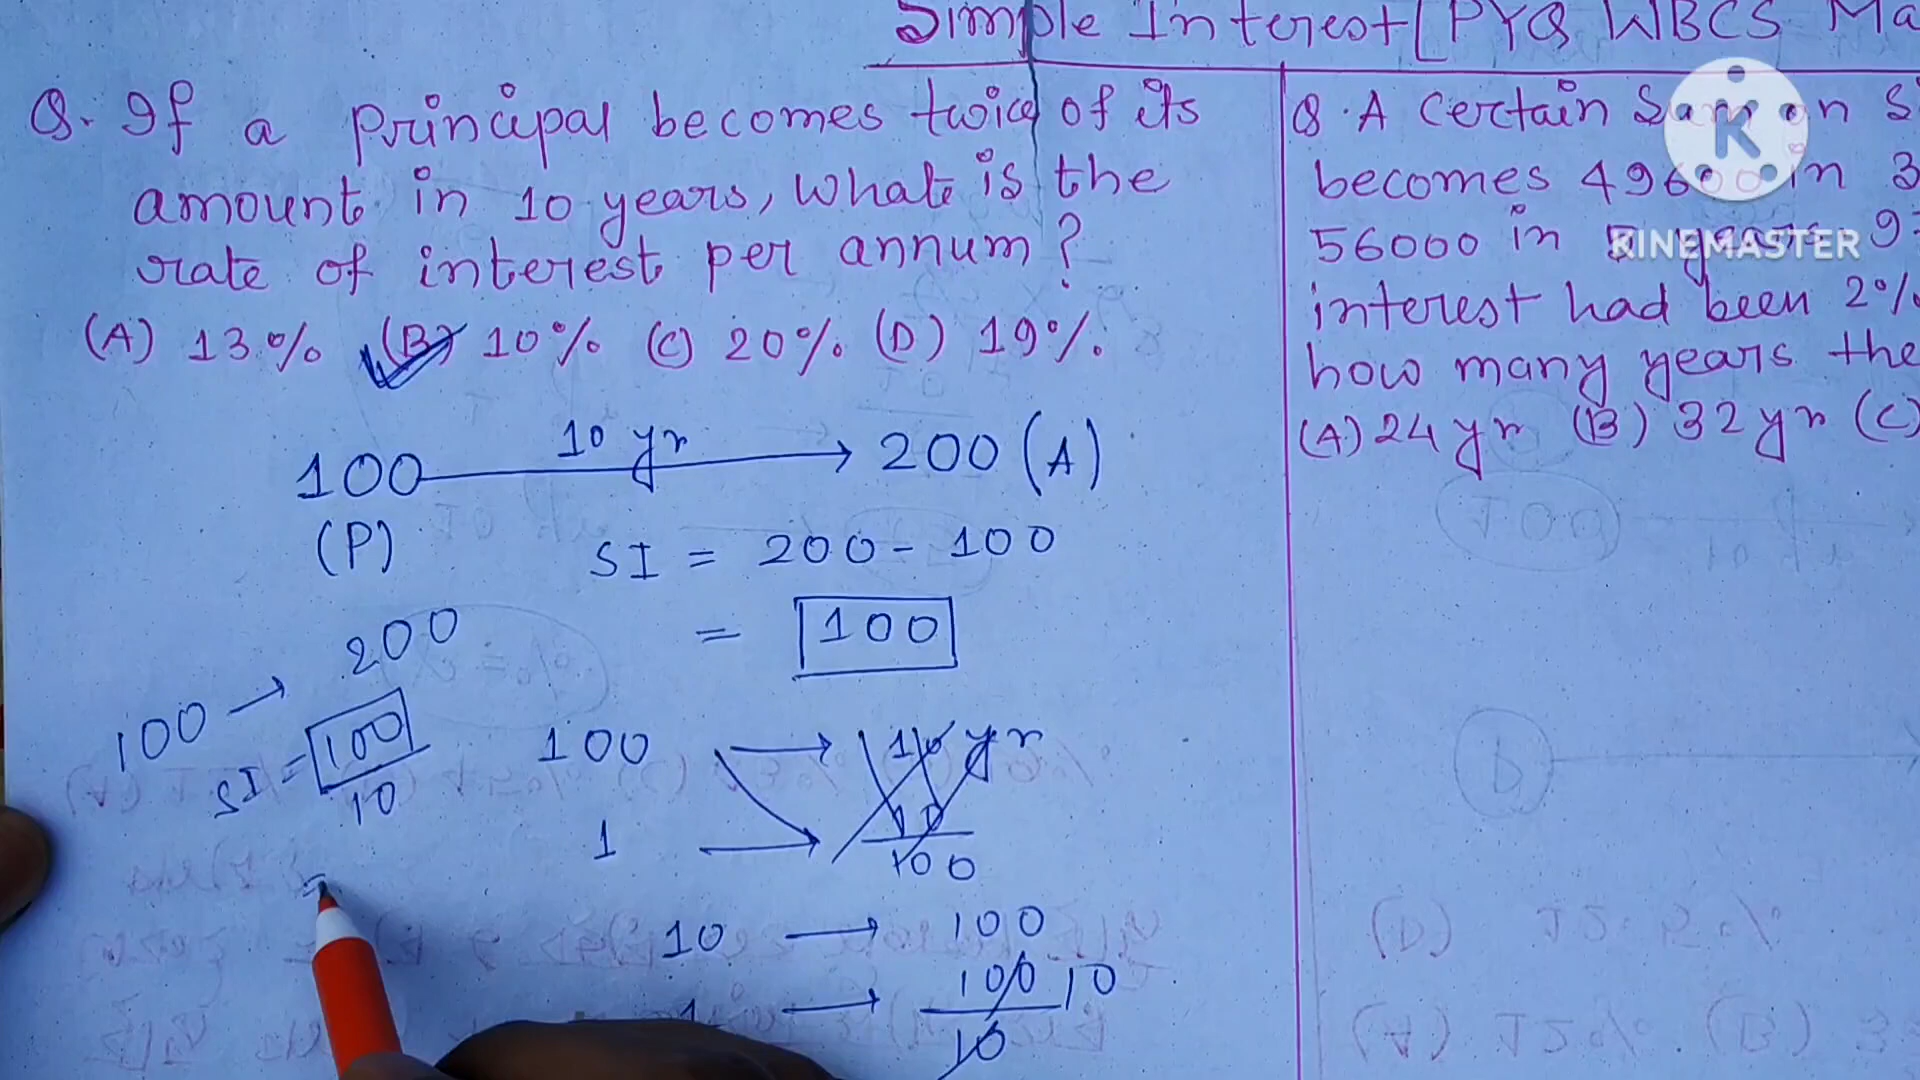 Simple Interest [PYQ WBCS Ma
Q. If a principal becomes twice of its
amount in 10 years, What is the
rate of interest per annum?
(A) 13% (B) 10% (C) 20% (D) 19%
100 10 yr 200 (A)
(P)
SI = 200 - 100
= 100
100 → 200
SI = 100
10
=
100 → 10 yr
1 → 10
100
10 → 100
1 → 100 10
10
Q. A certain Sum on S
becomes 49600 in 3
56000 in years. 9
interest had been 2%
how many years the
(A) 24 yr (B) 32 yr (C)
K
KINEMASTER